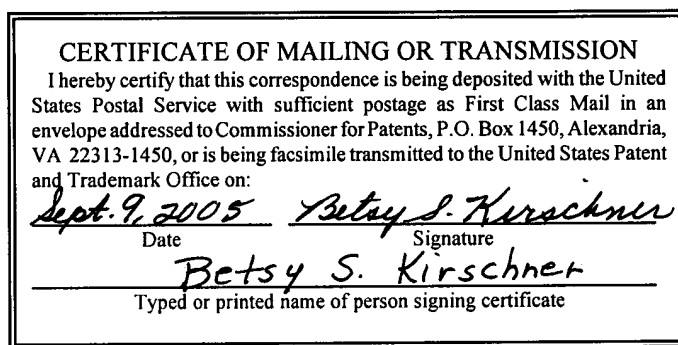 CERTIFICATE OF MAILING OR TRANSMISSION
I hereby certify that this correspondence is being deposited with the United
States Postal Service with sufficient postage as First Class Mail in an
envelope addressed to Commissioner for Patents, P.O. Box 1450, Alexandria,
VA 22313-1450, or is being facsimile transmitted to the United States Patent
and Trademark Office on:
Sept. 9, 2005 Betsy S. Kirschner
Date Signature
Betsy S. Kirschner
Typed or printed name of person signing certificate